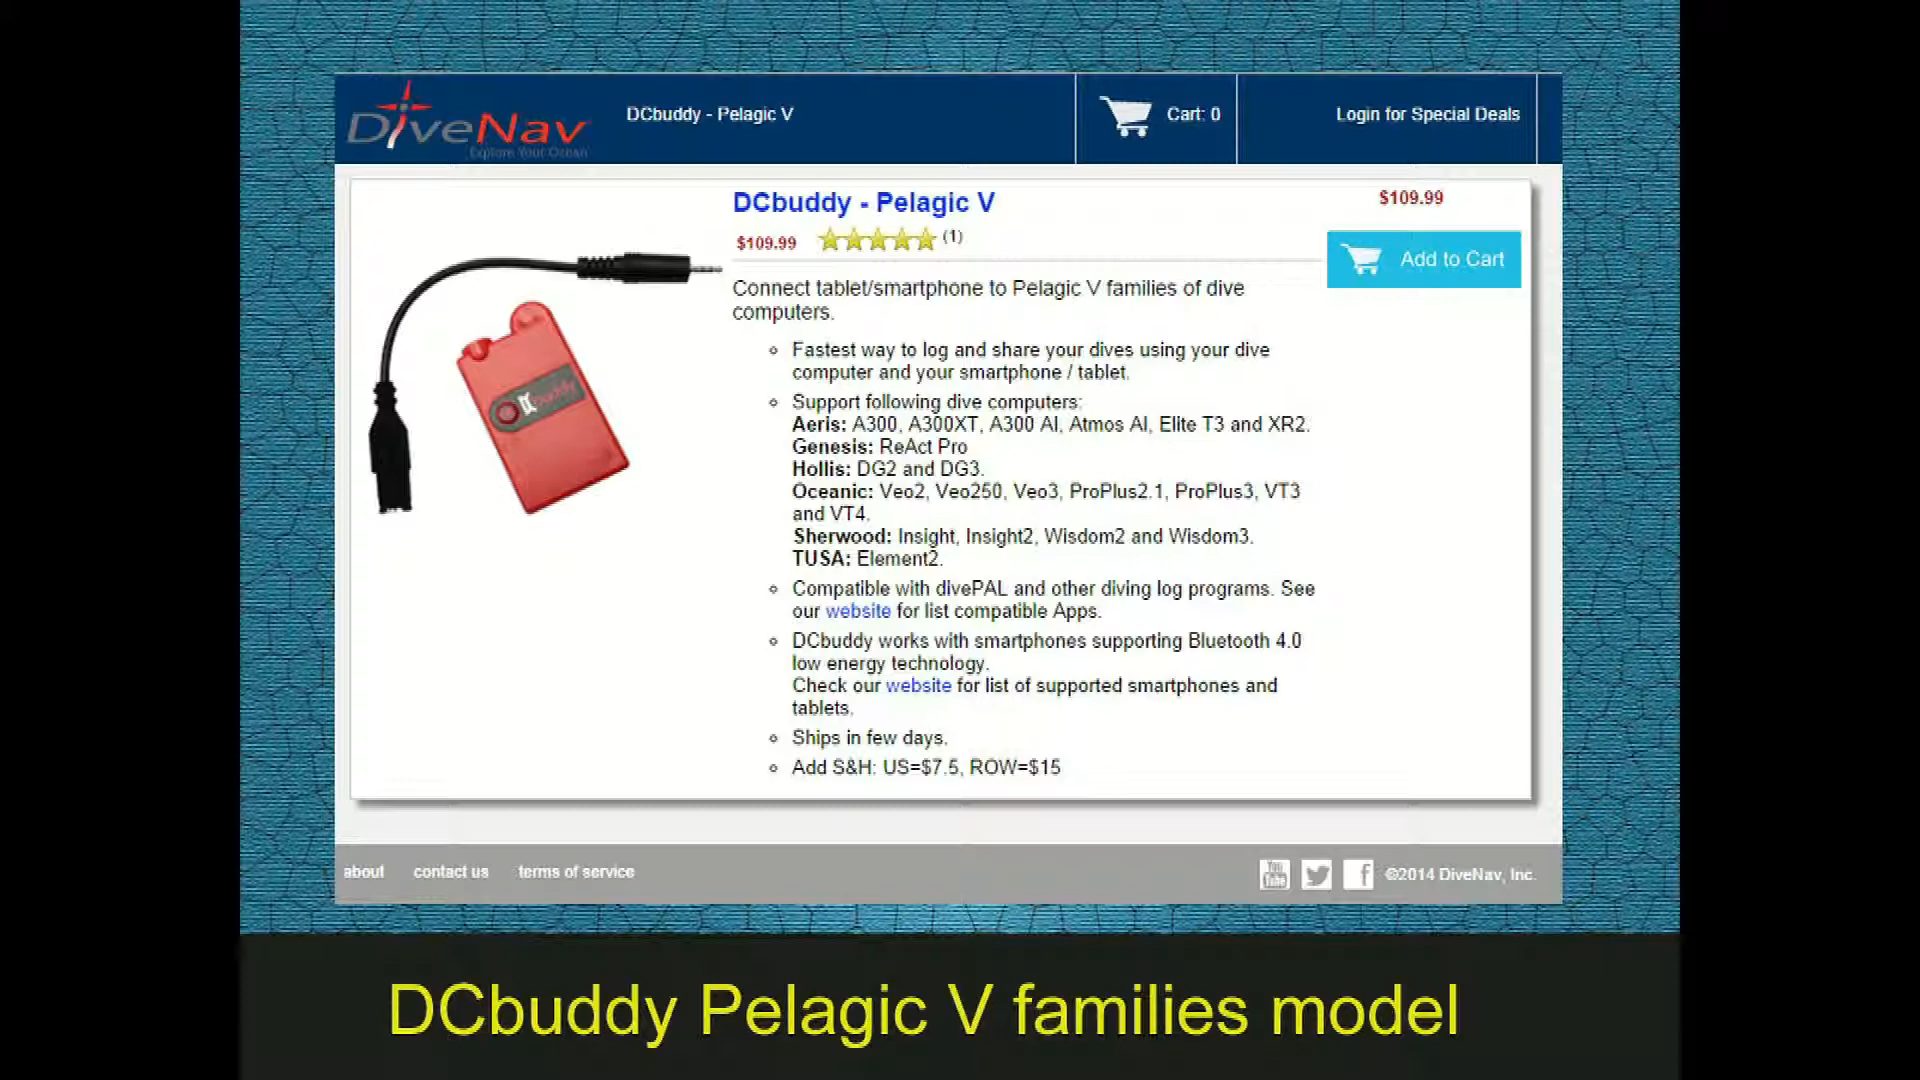 DiveNav
Explore Your Ocean
DCbuddy - Pelagic V
Cart: 0
Login for Special Deals
DCbuddy - Pelagic V
$109.99
$109.99
(1)
Add to Cart
Connect tablet/smartphone to Pelagic V families of dive
computers.
Fastest way to log and share your dives using your dive
computer and your smartphone / tablet.
Support following dive computers:
Aeris: A300, A300XT, A300 AI, Atmos AI, Elite T3 and XR2.
Genesis: ReAct Pro
Hollis: DG2 and DG3.
Oceanic: Veo2, Veo250, Veo3, ProPlus2.1, ProPlus3, VT3
and VT4.
Sherwood: Insight, Insight2, Wisdom2 and Wisdom3.
TUSA: Element2.
Compatible with divePAL and other diving log programs. See
our website for list compatible Apps.
DCbuddy works with smartphones supporting Bluetooth 4.0
low energy technology.
Check our website for list of supported smartphones and
tablets.
Ships in few days.
Add S&H: US=$7.5, ROW=$15
DCbuddy
about
contact us
terms of service
You
Tube
©2014 DiveNav, Inc.
DCbuddy Pelagic V families model